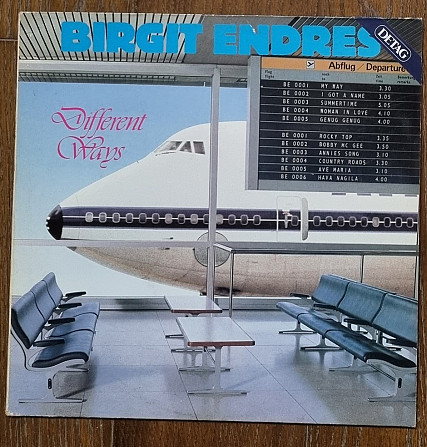 BIRGIT ENDRES
DETAG
Abflug / Departure
Different
Ways
BE 0001 MY WAY 3.30
BE 0002 I GOT A NAME 3.05
BE 0003 SUMMERTIME 5.05
BE 0004 WOMAN IN LOVE 4.10
BE 0005 GENUG GENUG 4.00
BE 0001 ROCKY TOP 3.35
BE 0002 BOBBY MC GEE 3.50
BE 0003 ANNIES SONG 3.10
BE 0004 COUNTRY ROADS 3.30
BE 0005 AVE MARIA 3.10
BE 0006 HAVA NAGILA 4.00